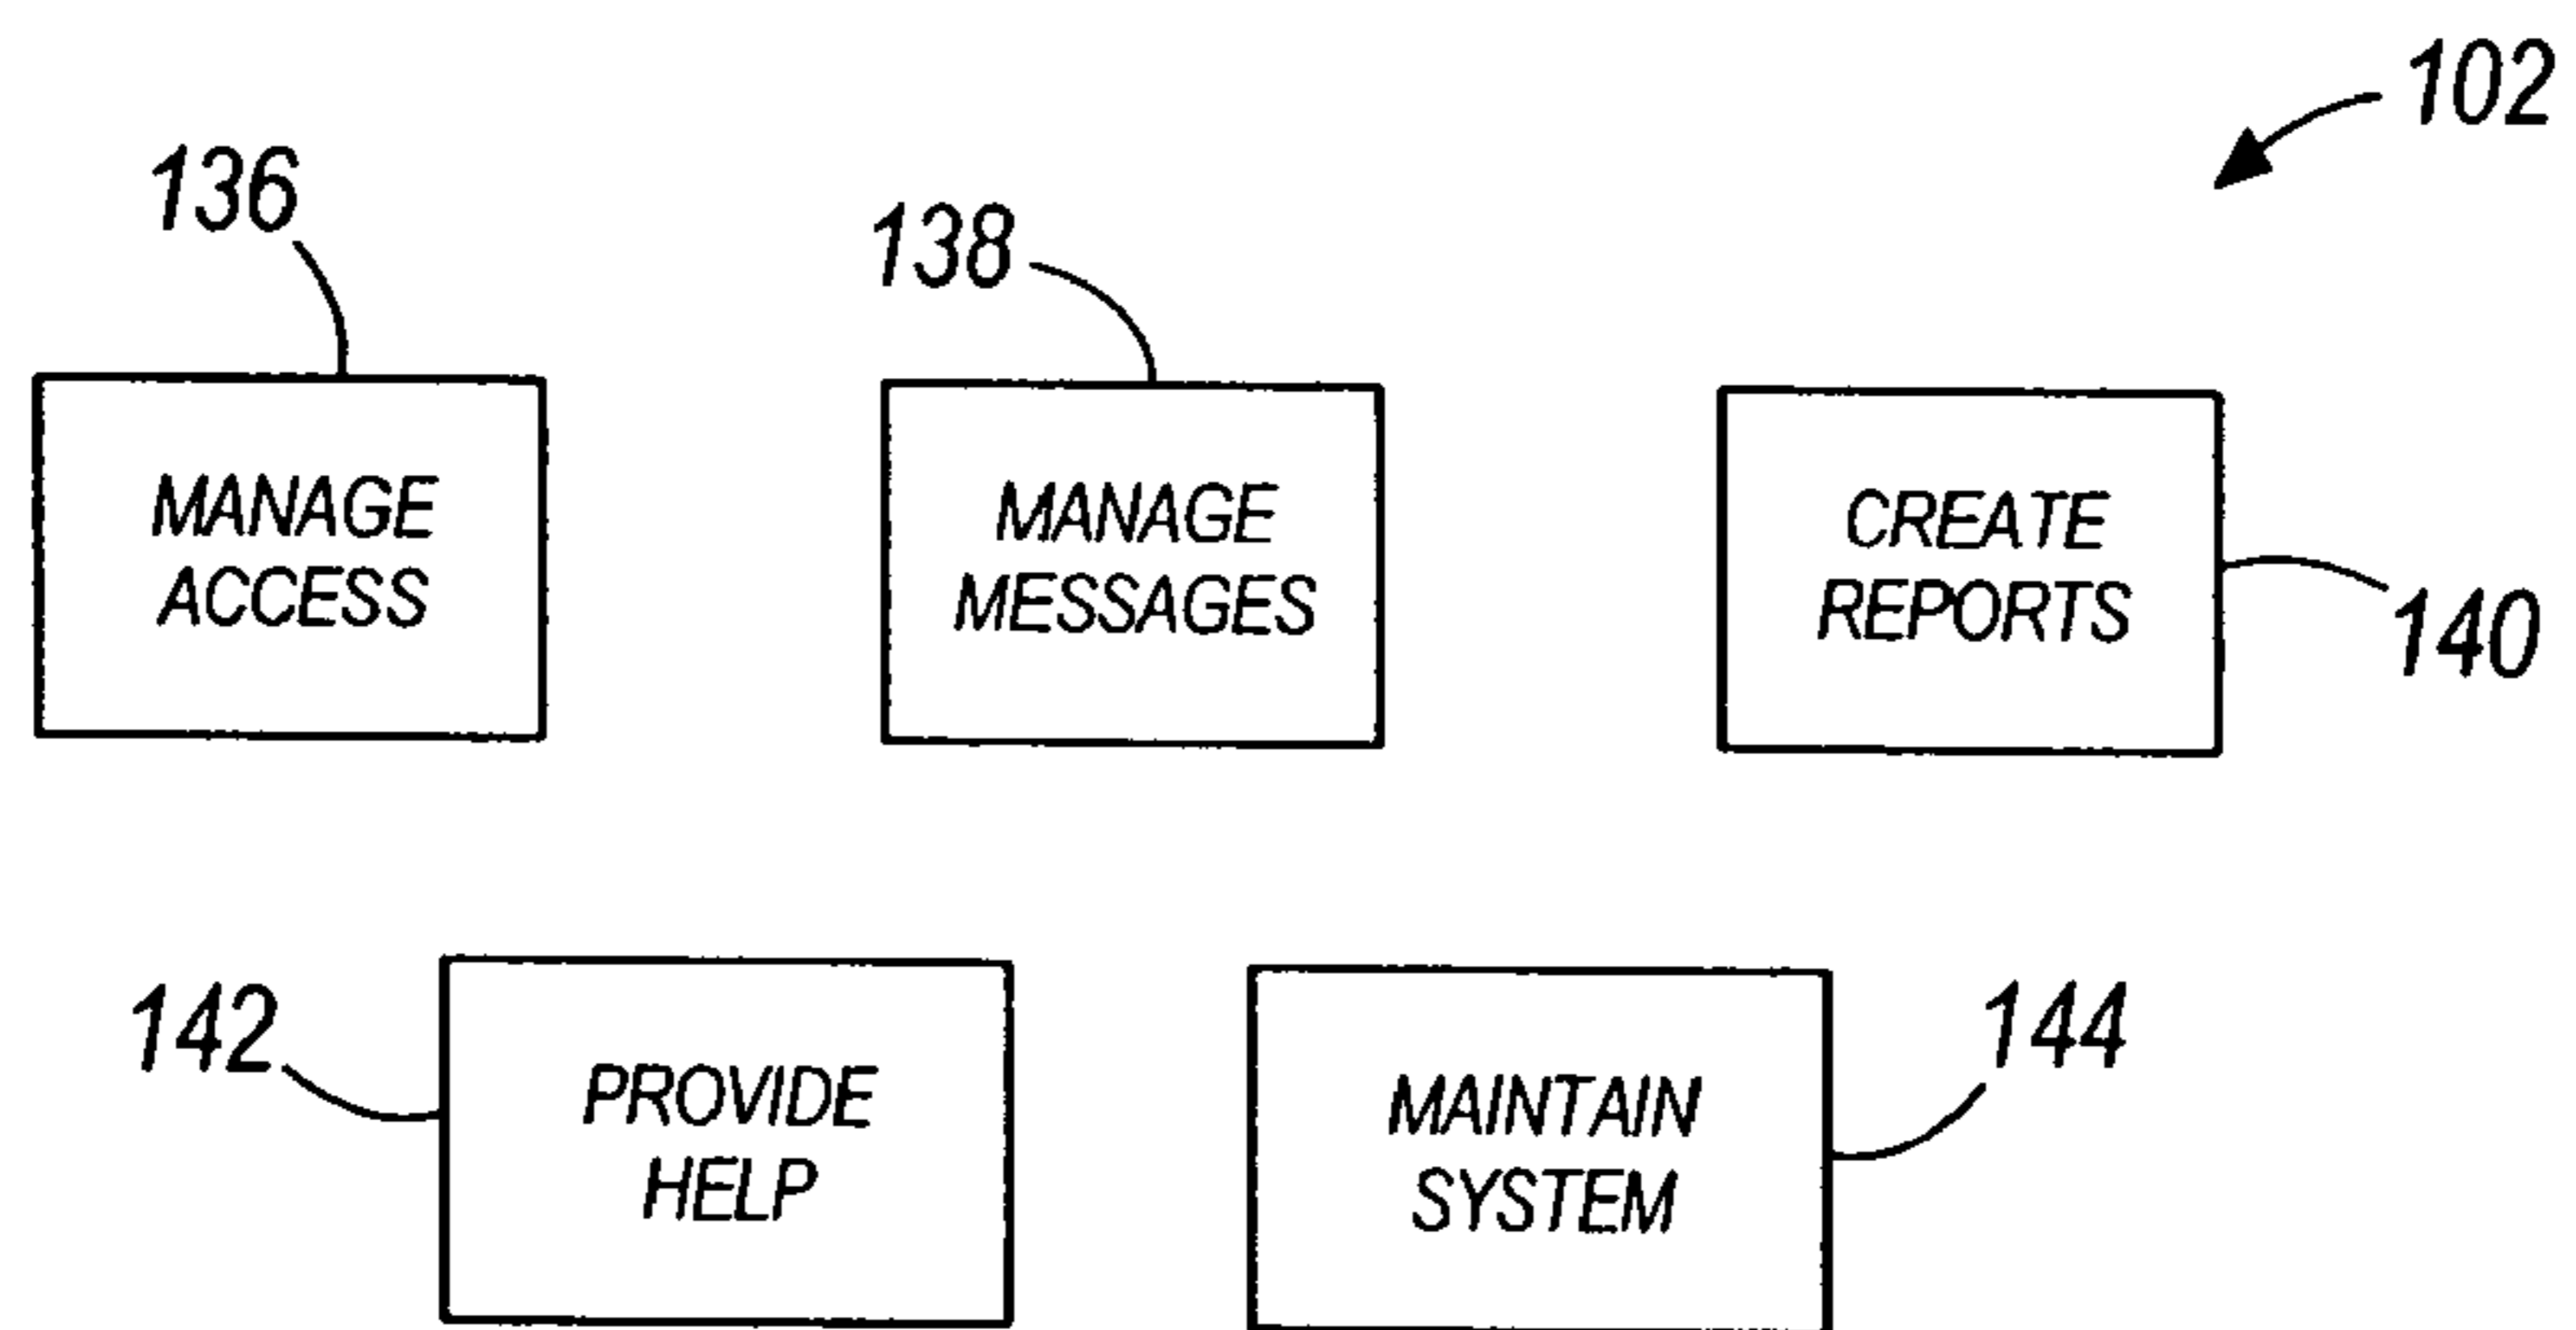 102
136
138
MANAGE
ACCESS
MANAGE
MESSAGES
CREATE
REPORTS
140
142
PROVIDE
HELP
MAINTAIN
SYSTEM
144